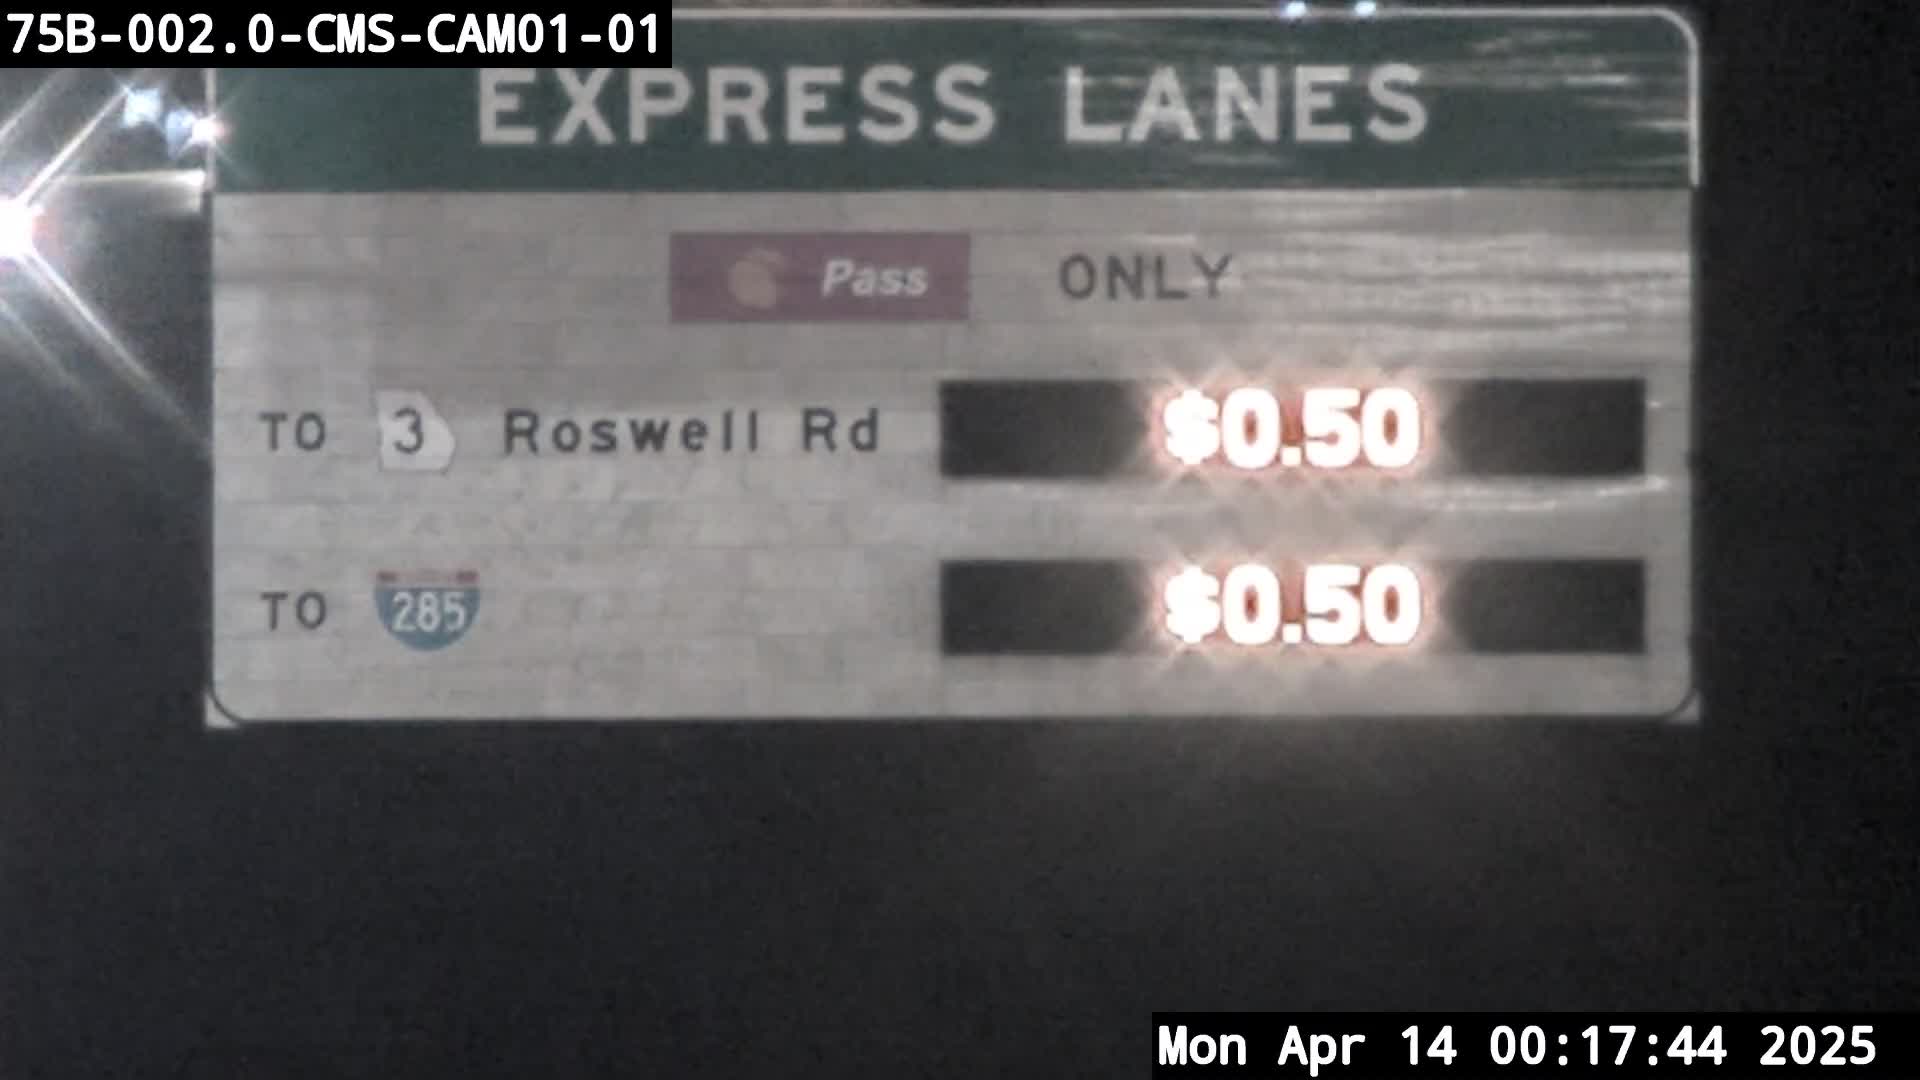 75B-002.0-CMS-CAM01-01
EXPRESS LANES
Pass ONLY
TO 3 Roswell Rd $0.50
TO 285 $0.50
Mon Apr 14 00:17:44 2025